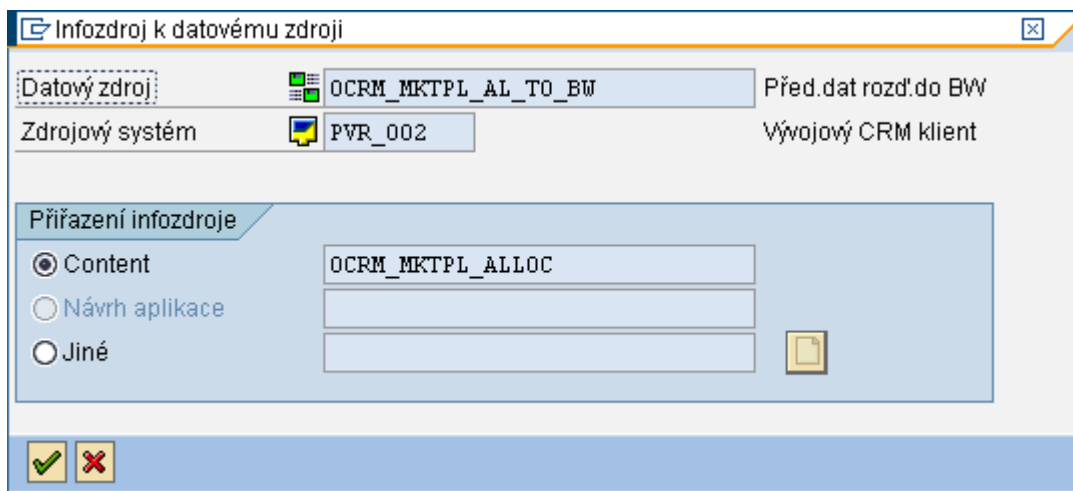 Infozdroj k datovému zdroji
Datový zdroj 0CRM_MKTPL_AL_TO_BW Před.dat rozď.do BW
Zdrojový systém PVR_002 Vývojový CRM klient
Přiřazení infozdroje
Content 0CRM_MKTPL_ALLOC
Návrh aplikace
Jiné